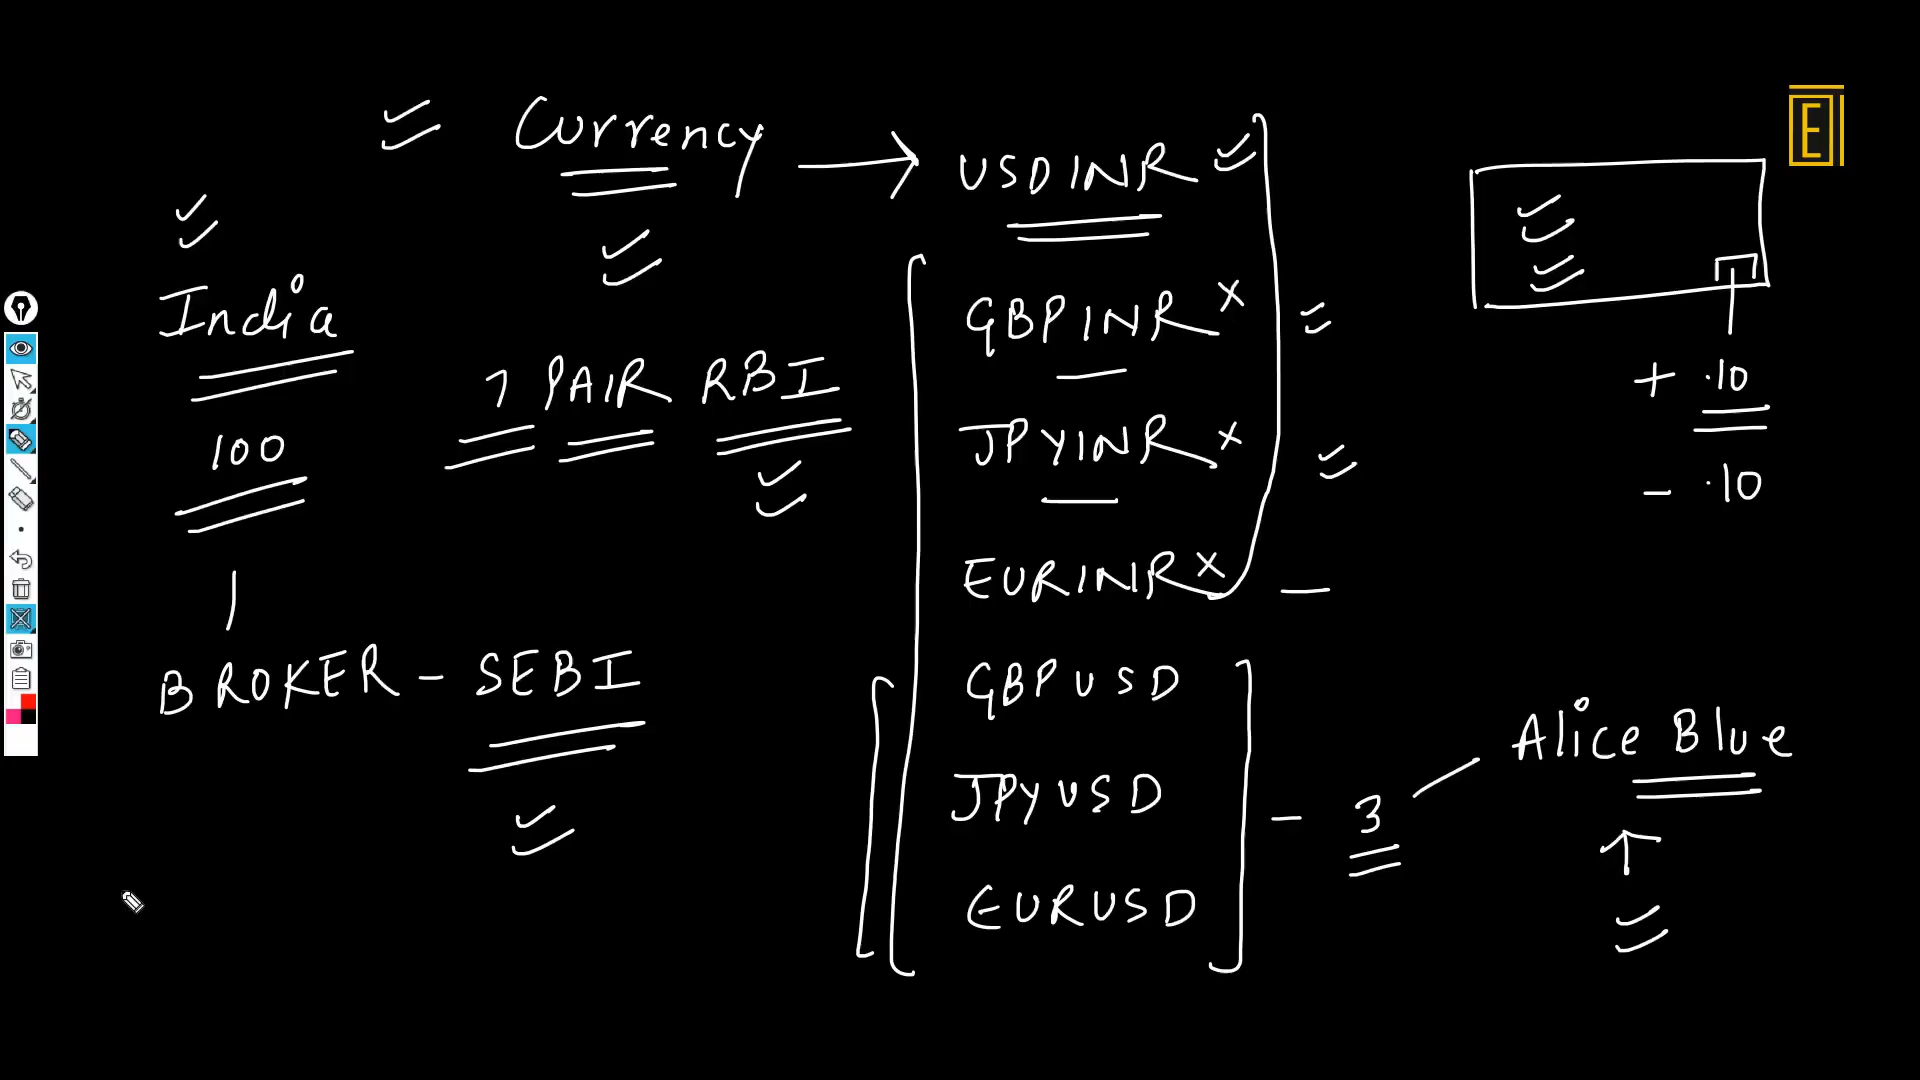 Currency → USDINR
India
GBPINR x
7 PAIR RBI
JPYINR x
100
EURINR x
BROKER - SEBI
GBPUSD
JPYUSD
EURUSD
- 3
Alice Blue
+ .10
- .10
E